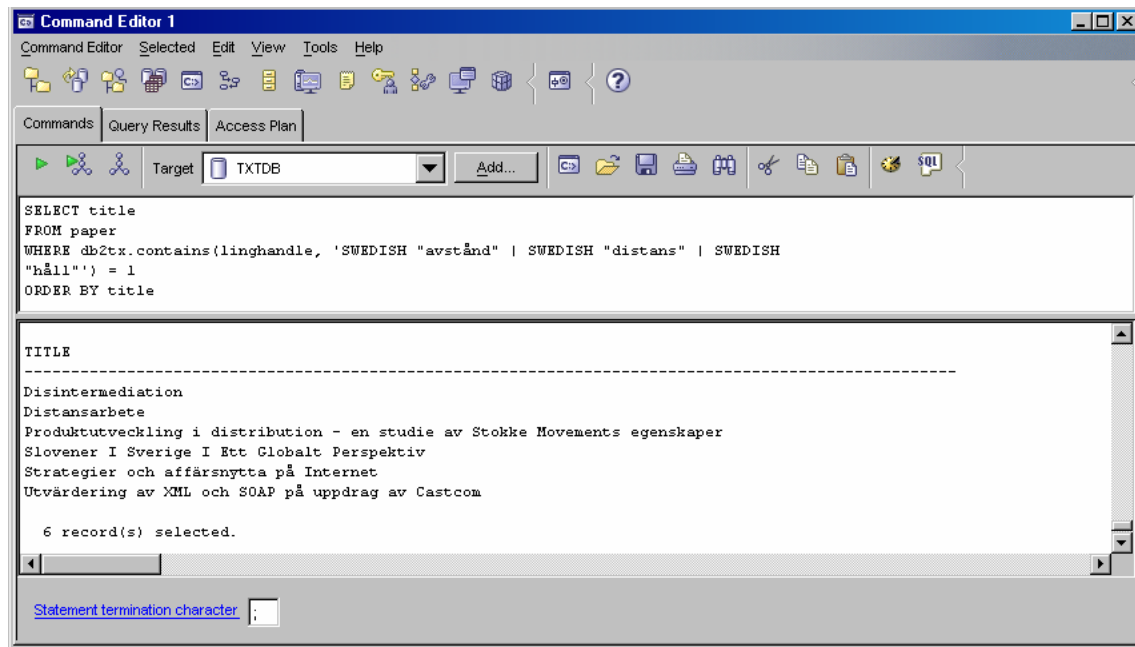 Command Editor 1
Command Editor Selected Edit View Tools Help
Commands Query Results Access Plan
Target TXTDB Add... SQL
SELECT title
FROM paper
WHERE db2tx.contains(linghandle, 'SWEDISH "avstånd" | SWEDISH "distans" | SWEDISH
"håll"') = 1
ORDER BY title
TITLE
----------------------------------------------------------------------------------------------------
Disintermediation
Distansarbete
Produktutveckling i distribution - en studie av Stokke Movements egenskaper
Slovener I Sverige I Ett Globalt Perspektiv
Strategier och affärsnytta på Internet
Utvärdering av XML och SOAP på uppdrag av Castcom
6 record(s) selected.
Statement termination character ;